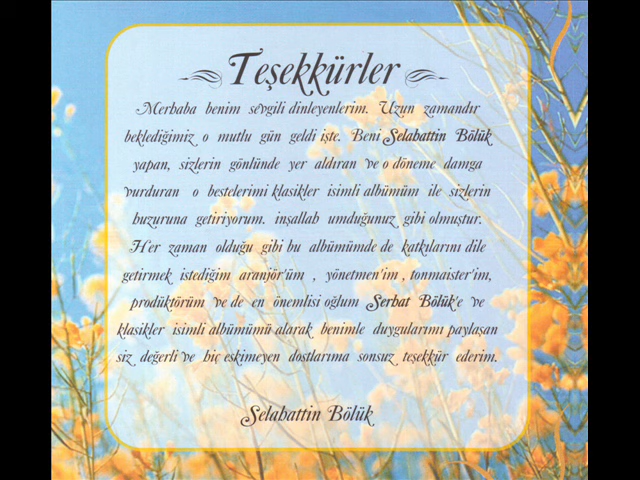 Teşekkürler
Merhaba benim sevgili dinleyenlerim. Uzun zamandır
beklediğimiz o mutlu gün geldi işte. Beni Selahattin Bölük
yapan, sizlerin gönlünde yer aldıran ve o döneme damga
vurduran o bestelerimi klasikler isimli albümüm ile sizlerin
huzuruna getiriyorum. inşallah umduğunuz gibi olmuştur.
Her zaman olduğu gibi bu albümümde de katkılarını dile
getirmek istediğim aranjör'üm , yönetmen'im , tonmaister'im,
prodüktörüm ve de en önemlisi oğlum Serhat Bölük'e ve
klasikler isimli albümümü alarak benimle duygularımı paylaşan
siz değerli ve hiç eskimeyen dostlarıma sonsuz teşekkür ederim.
Selahattin Bölük